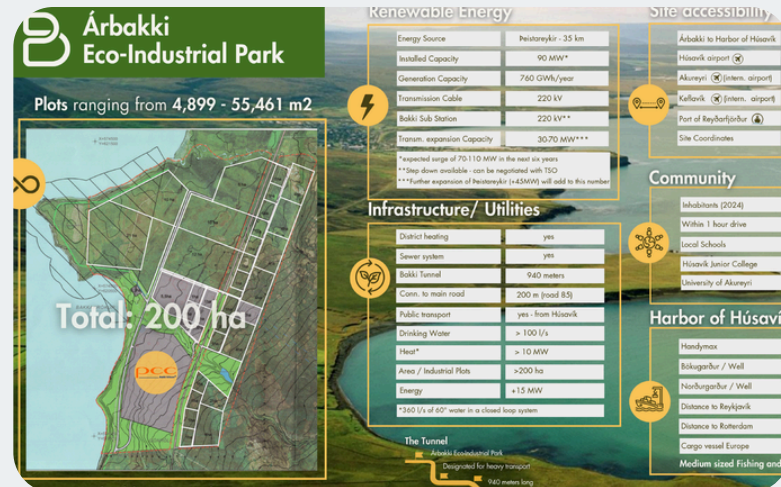 Árbakki
Eco-Industrial Park
Plots ranging from 4,899 - 55,461 m2
Total: 200 ha
pcc
Renewable Energy
Energy Source Þeistareykir - 35 km
Installed Capacity 90 MW*
Generation Capacity 760 GWh/year
Transmission Cable 220 kV
Bakki Sub Station 220 kV**
Transm. expansion Capacity 30-70 MW***
*expected surge of 70-110 MW in the next six years
**Step down available - can be negotiated with TSO
***Further expansion of Þeistareykir (+45MW) will add to this number
Infrastructure/ Utilities
District heating yes
Sewer system yes
Bakki Tunnel 940 meters
Conn. to main road 200 m (road 85)
Public transport yes - from Húsavík
Drinking Water > 100 l/s
Heat* > 10 MW
Area / Industrial Plots >200 ha
Energy +15 MW
*360 l/s of 60° water in a closed loop system
The Tunnel
Árbakki Eco-Industrial Park
Designated for heavy transport
940 meters long
Site accessibility
Árbakki to Harbor of Húsavík
Húsavík airport
Akureyri (intern. airport)
Keflavík (intern. airport)
Port of Reyðarfjörður
Site Coordinates
Community
Inhabitants (2024)
Within 1 hour drive
Local Schools
Húsavík Junior College
University of Akureyri
Harbor of Húsaví
Handymax
Bökugarður / Well
Norðurgarður / Well
Distance to Reykjavík
Distance to Rotterdam
Cargo vessel Europe
Medium sized Fishing and